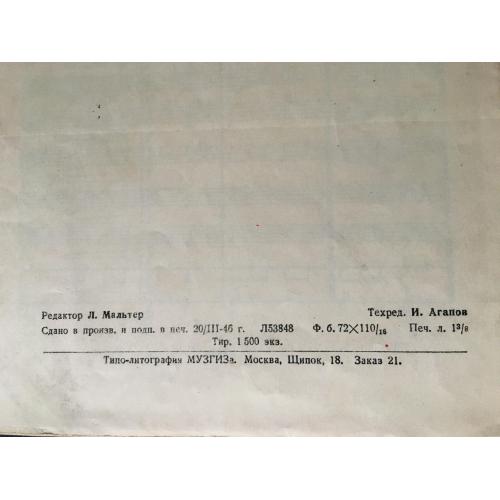 Редактор Л. Мальтер Техред. И. Агапов
Сдано в произв. и подп. в печ. 20/III-46 г. Л53848 Ф. б. 72×110/16 Печ. л. 1³/8
Тир. 1 500 экз.
Типо-литография МУЗГИЗа. Москва, Щипок, 18. Заказ 21.